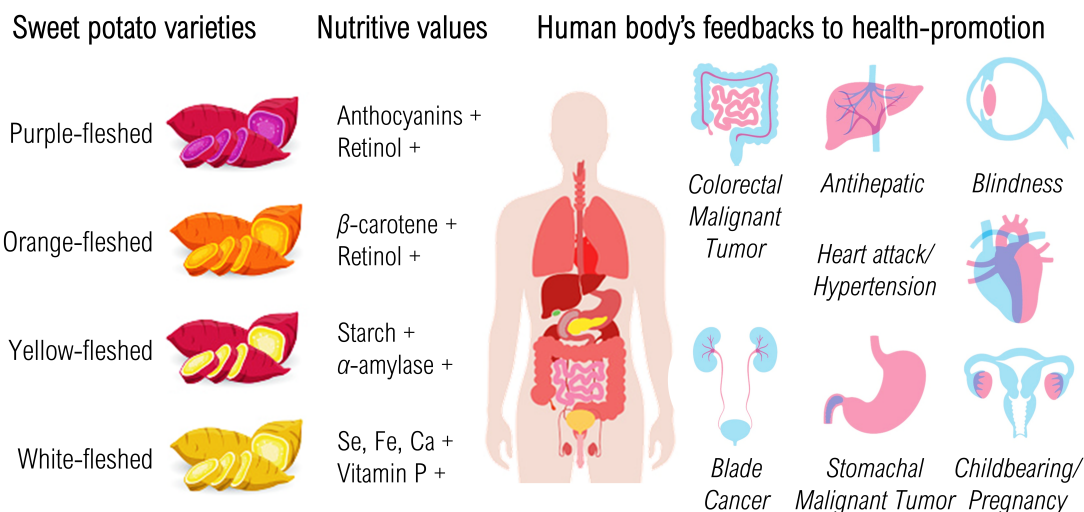 Sweet potato varieties
Nutritive values
Human body's feedbacks to health-promotion
Purple-fleshed
Anthocyanins +
Retinol +
Orange-fleshed
β-carotene +
Retinol +
Yellow-fleshed
Starch +
α-amylase +
White-fleshed
Se, Fe, Ca +
Vitamin P +
Colorectal
Malignant
Tumor
Antihepatic
Blindness
Heart attack/
Hypertension
Blade
Cancer
Stomachal
Malignant Tumor
Childbearing/
Pregnancy